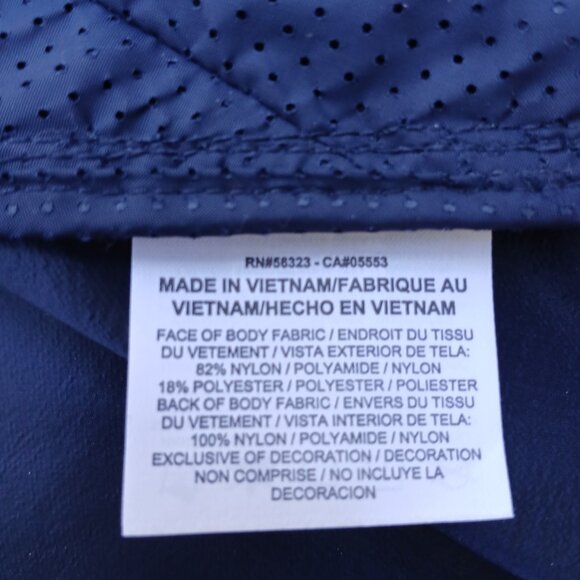 RN#56323 - CA#05553
MADE IN VIETNAM/FABRIQUE AU
VIETNAM/HECHO EN VIETNAM
FACE OF BODY FABRIC / ENDROIT DU TISSU
DU VETEMENT / VISTA EXTERIOR DE TELA:
82% NYLON / POLYAMIDE / NYLON
18% POLYESTER / POLYESTER / POLIESTER
BACK OF BODY FABRIC / ENVERS DU TISSU
DU VETEMENT / VISTA INTERIOR DE TELA:
100% NYLON / POLYAMIDE / NYLON
EXCLUSIVE OF DECORATION / DECORATION
NON COMPRISE / NO INCLUYE LA
DECORACION